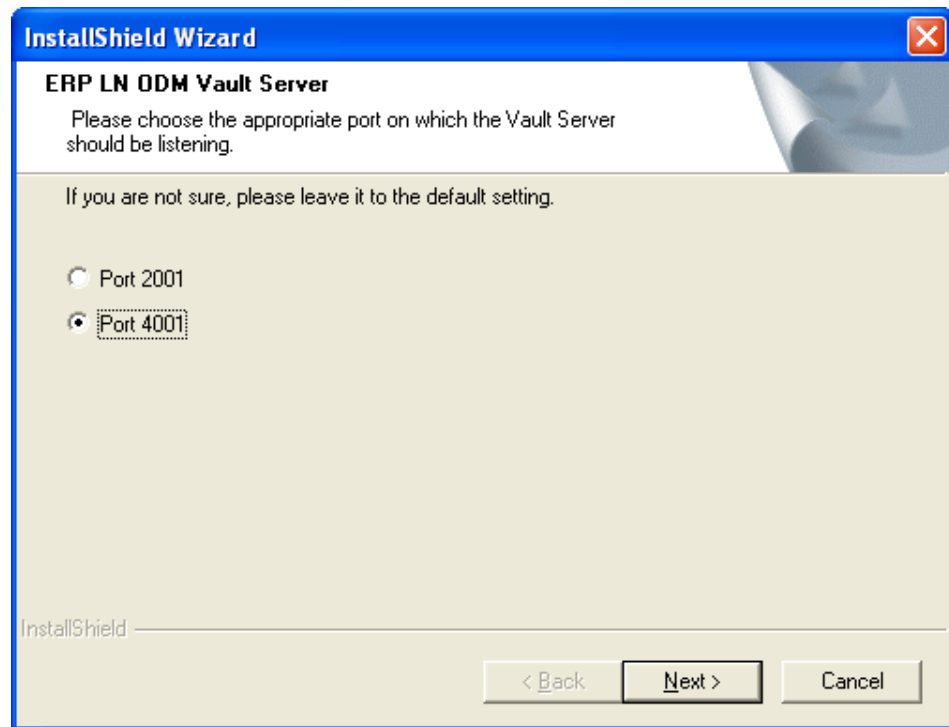 InstallShield Wizard
ERP LN ODM Vault Server
Please choose the appropriate port on which the Vault Server
should be listening.
If you are not sure, please leave it to the default setting.
Port 2001
Port 4001
InstallShield
< Back
Next >
Cancel